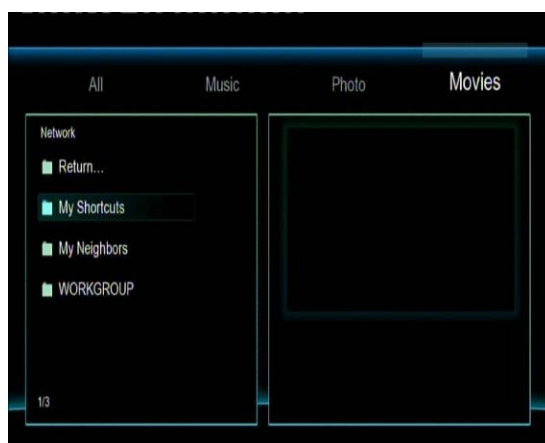 All Music Photo Movies
Network
Return...
My Shortcuts
My Neighbors
WORKGROUP
1/3